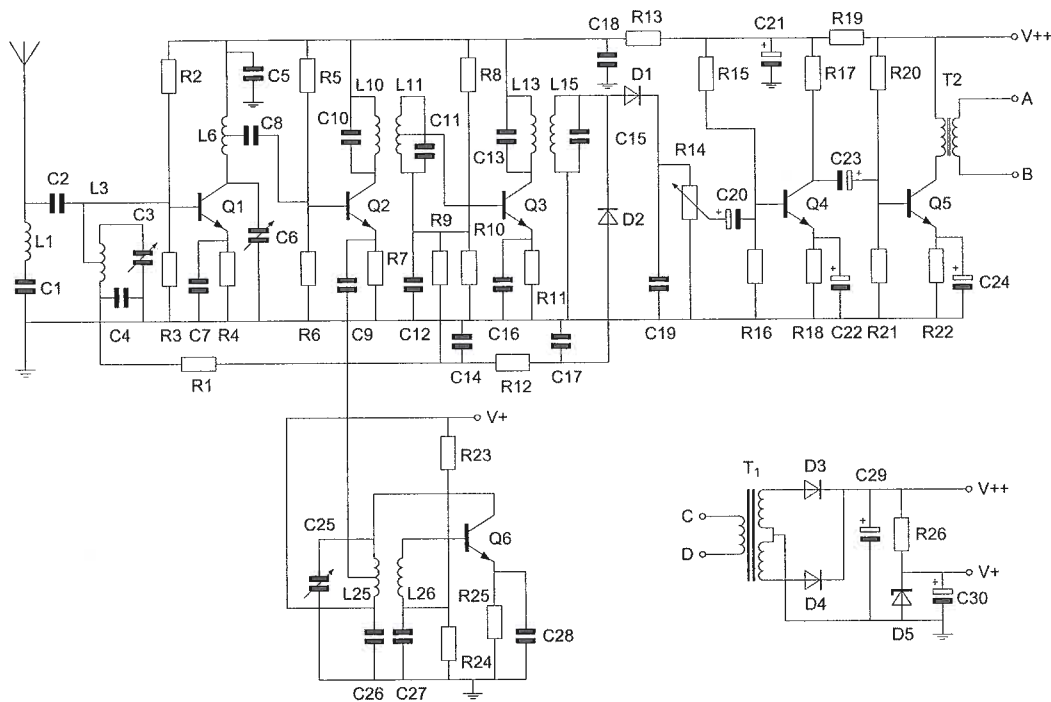 C18 R13 C21 R19
V++
R2 C5 R5 L10 L11 R8 L13 L15 D1 R15 R17 R20 T2
A
L6 C8 C10 C11 C13 C15
C2 L3 R14 C23 B
C3 Q1 Q2 R9 Q3 C20 Q4 Q5
L1 C6 R7 R10 D2
C1 R11 C24
C4 R3 C7 R4 R6 C9 C12 C16 C19 R16 R18 C22 R21 R22
R1 C14 R12 C17
V+
R23
T1 D3 C29 V++
C25 Q6 C R26
D
L25 L26 R25 D4 V+
C30
C28 D5
R24
C26 C27